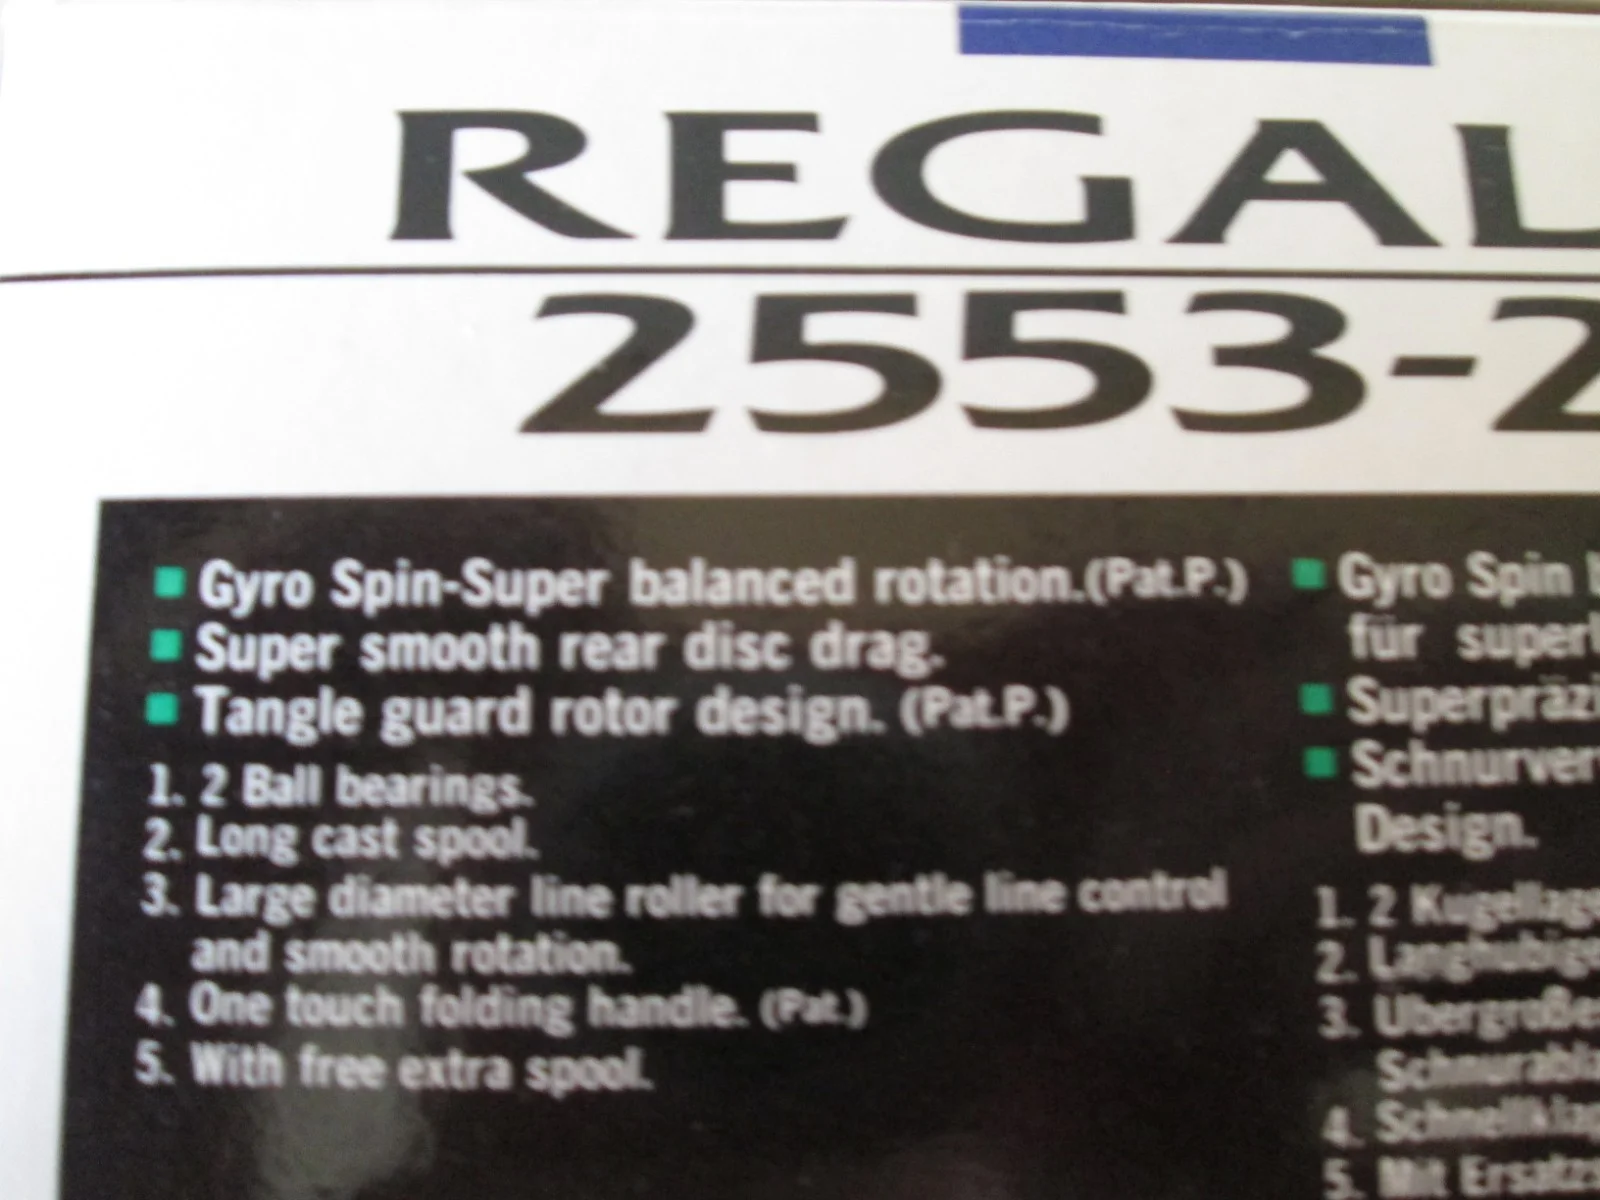 REGAL
2553-2
Gyro Spin-Super balanced rotation.(Pat.P.)
Super smooth rear disc drag.
Tangle guard rotor design. (Pat.P.)
1. 2 Ball bearings.
2. Long cast spool.
3. Large diameter line roller for gentle line control
and smooth rotation.
4. One touch folding handle. (Pat.)
5. With free extra spool.
Gyro Spin
für
Design.
1. 2
2.
3.
4.
5. Mit